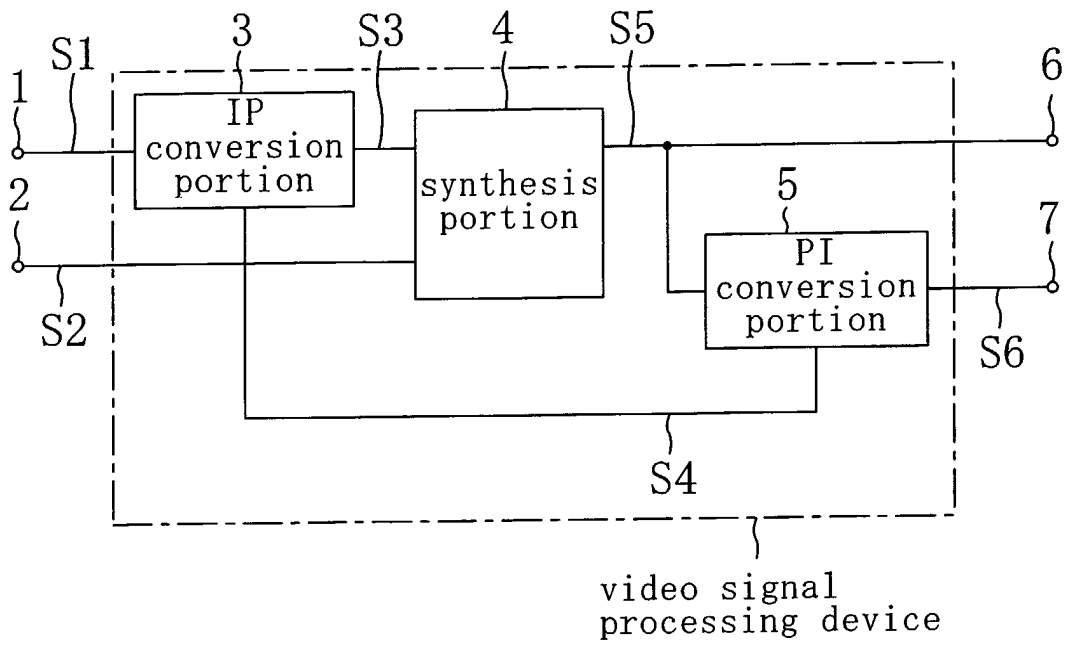 1
S1
3
S3
4
S5
6
IP
conversion
portion
synthesis
portion
2
S2
5
PI
conversion
portion
7
S6
S4
video signal
processing device